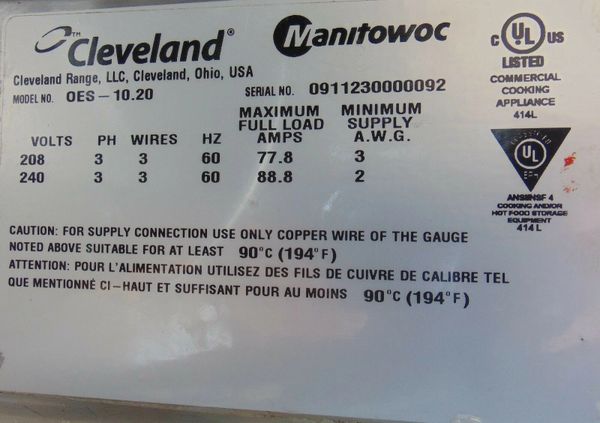 Cleveland® Manitowoc
TM
C UL US
LISTED
COMMERCIAL
COOKING
APPLIANCE
414L
Cleveland Range, LLC, Cleveland, Ohio, USA
MODEL NO. OES-10.20 SERIAL NO. 0911230000092
MAXIMUM MINIMUM
FULL LOAD SUPPLY
VOLTS PH WIRES HZ AMPS A.W.G.
208 3 3 60 77.8 3
240 3 3 60 88.8 2
UL
EPH
ANSI/NSF 4
COOKING AND/OR
HOT FOOD STORAGE
EQUIPMENT
414 L
CAUTION: FOR SUPPLY CONNECTION USE ONLY COPPER WIRE OF THE GAUGE
NOTED ABOVE SUITABLE FOR AT LEAST 90°C (194°F)
ATTENTION: POUR L'ALIMENTATION UTILISEZ DES FILS DE CUIVRE DE CALIBRE TEL
QUE MENTIONNÉ CI-HAUT ET SUFFISANT POUR AU MOINS 90°C (194°F)